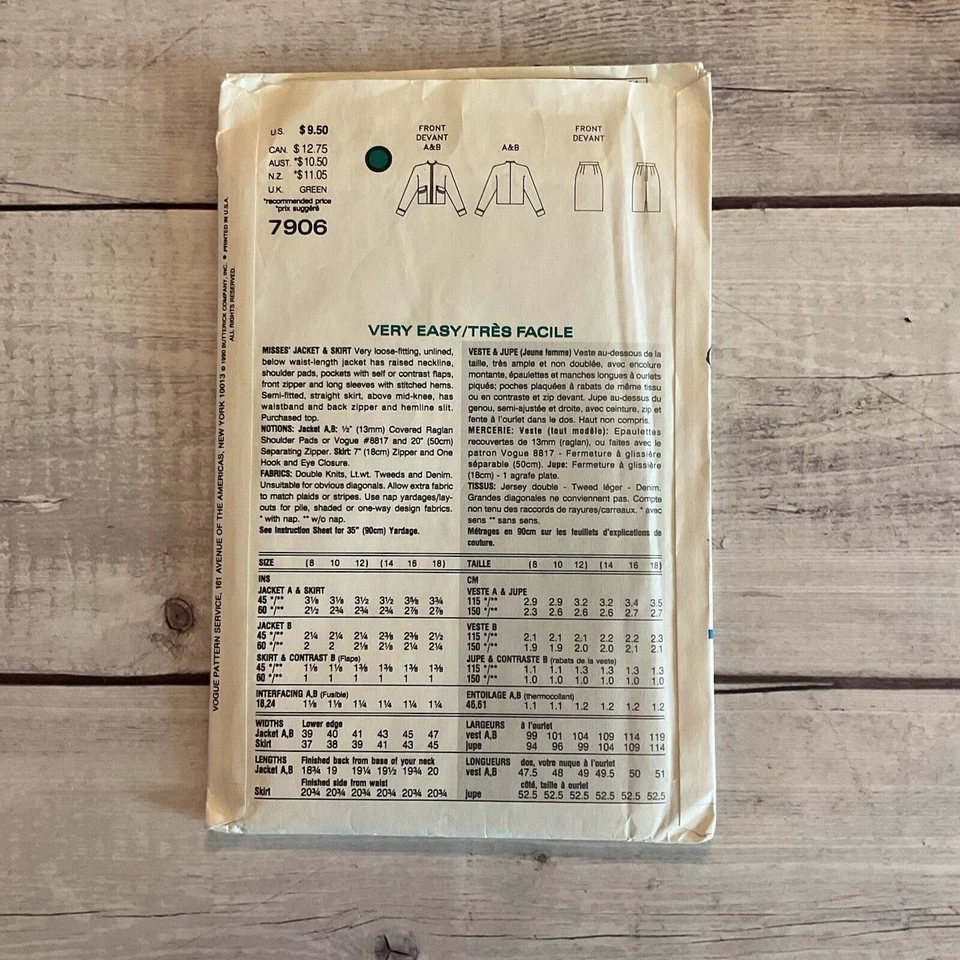 U.S. $9.50
CAN. $12.75
AUST. *$10.50
N.Z. *$11.05
U.K. GREEN
*recommended price
*prix suggéré
7906
FRONT
DEVANT
A&B
A&B
FRONT
DEVANT
VOGUE PATTERN SERVICE, 161 AVENUE OF THE AMERICAS, NEW YORK 10013 © 1990 BUTTERICK COMPANY, INC. ● PRINTED IN U.S.A.
ALL RIGHTS RESERVED.
VERY EASY/TRÈS FACILE
MISSES' JACKET & SKIRT Very loose-fitting, unlined,
below waist-length jacket has raised neckline,
shoulder pads, pockets with self or contrast flaps,
front zipper and long sleeves with stitched hems.
Semi-fitted, straight skirt, above mid-knee, has
waistband and back zipper and hemline slit.
Purchased top.
NOTIONS: Jacket A,B: ½" (13mm) Covered Raglan
Shoulder Pads or Vogue #8817 and 20" (50cm)
Separating Zipper. Skirt: 7" (18cm) Zipper and One
Hook and Eye Closure.
FABRICS: Double Knits, Lt.wt. Tweeds and Denim.
Unsuitable for obvious diagonals. Allow extra fabric
to match plaids or stripes. Use nap yardages/lay-
outs for pile, shaded or one-way design fabrics.
* with nap. ** w/o nap.
See Instruction Sheet for 35" (90cm) Yardage.
VESTE & JUPE (Jeune femme) Veste au-dessous de la
taille, très ample et non doublée, avec encolure
montante, épaulettes et manches longues à ourlets
piqués; poches plaquées à rabats de même tissu
ou en contraste et zip devant. Jupe au-dessus du
genou, semi-ajustée et droite, avec ceinture, zip et
fente à l'ourlet dans le dos. Haut non compris.
MERCERIE: Veste (tout modèle): Epaulettes
recouvertes de 13mm (raglan), ou faites avec le
patron Vogue 8817 - Fermeture à glissière
séparable (50cm). Jupe: Fermeture à glissière
(18cm) - 1 agrafe plate.
TISSUS: Jersey double - Tweed léger - Denim.
Grandes diagonales ne conviennent pas. Compte
non tenu des raccords de rayures/carreaux. * avec
sens ** sans sens.
Métrages en 90cm sur les feuillets d'explications de
couture.
SIZE (8 10 12) (14 16 18)
INS
JACKET A & SKIRT
45 */** 3⅛ 3⅛ 3½ 3½ 3⅝ 3¾
60 */** 2½ 2¾ 2¾ 2¾ 2⅞ 2⅞
JACKET B
45 */** 2¼ 2¼ 2¼ 2⅜ 2⅜ 2½
60 */** 2 2 2⅛ 2⅛ 2¼ 2¼
SKIRT & CONTRAST B (Flaps)
45 */** 1⅛ 1⅛ 1⅜ 1⅜ 1⅜ 1⅜
60 */** 1 1 1 1 1 1
INTERFACING A,B (Fusible)
18,24 1⅛ 1⅛ 1¼ 1¼ 1¼ 1¼
WIDTHS Lower edge
Jacket A,B 39 40 41 43 45 47
Skirt 37 38 39 41 43 45
LENGTHS Finished back from base of your neck
Jacket A,B 18¾ 19 19¼ 19½ 19¾ 20
Finished side from waist
Skirt 20¾ 20¾ 20¾ 20¾ 20¾ 20¾
TAILLE (8 10 12) (14 16 18)
CM
VESTE A & JUPE
115 */** 2.9 2.9 3.2 3.2 3.4 3.5
150 */** 2.3 2.6 2.6 2.6 2.7 2.7
VESTE B
115 */** 2.1 2.1 2.1 2.2 2.2 2.3
150 */** 1.9 1.9 2.0 2.0 2.1 2.1
JUPE & CONTRASTE B (rabats de la veste)
115 */** 1.1 1.1 1.3 1.3 1.3 1.3
150 */** 1.0 1.0 1.0 1.0 1.0 1.0
ENTOILAGE A,B (thermocollant)
46,61 1.1 1.1 1.2 1.2 1.2 1.2
LARGEURS à l'ourlet
vest A,B 99 101 104 109 114 119
jupe 94 96 99 104 109 114
LONGUEURS dos, votre nuque à l'ourlet
vest A,B 47.5 48 49 49.5 50 51
côté, taille à ourlet
jupe 52.5 52.5 52.5 52.5 52.5 52.5